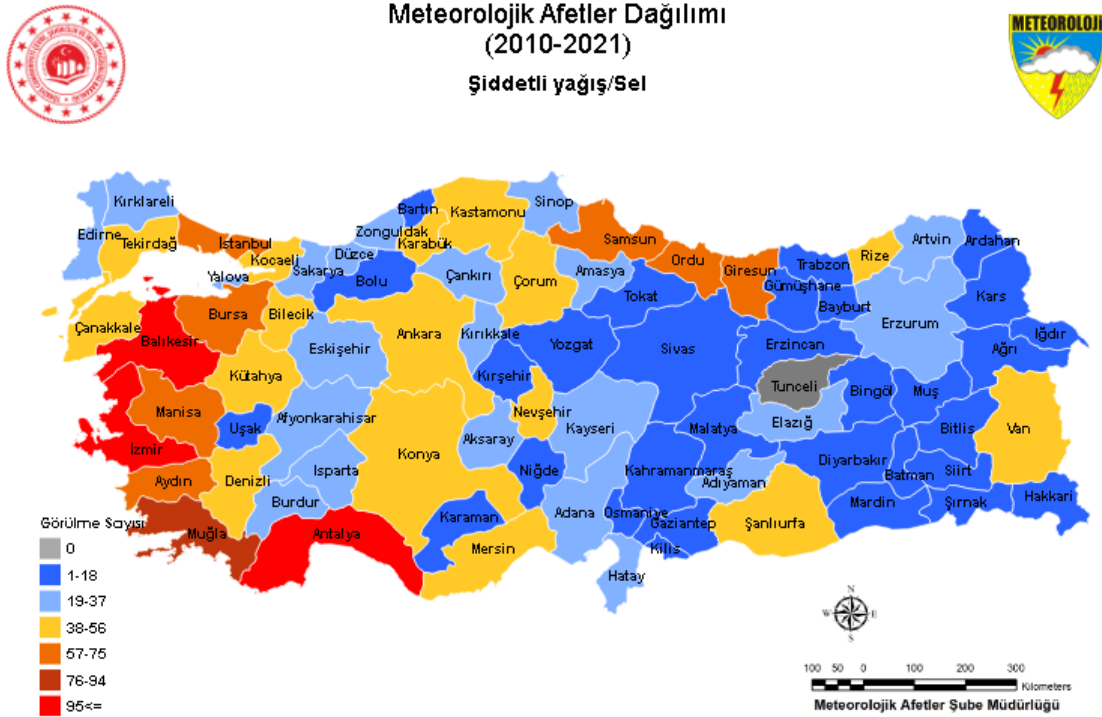 Meteorolojik Afetler Dağılımı
(2010-2021)
Şiddetli yağış/Sel
METEOROLOJİ
Kırklareli
Edirne
Tekirdağ
İstanbul
Kocaeli
Yalova
Sakarya
Düzce
Zonguldak
Bartın
Karabük
Kastamonu
Sinop
Samsun
Ordu
Giresun
Trabzon
Gümüşhane
Bayburt
Rize
Artvin
Ardahan
Kars
Iğdır
Ağrı
Erzurum
Erzincan
Tunceli
Bingöl
Muş
Bitlis
Van
Hakkari
Şırnak
Siirt
Batman
Mardin
Diyarbakır
Elazığ
Malatya
Adıyaman
Şanlıurfa
Gaziantep
Kilis
Kahramanmaraş
Osmaniye
Hatay
Adana
Kayseri
Sivas
Tokat
Amasya
Çorum
Yozgat
Çankırı
Kırıkkale
Kırşehir
Nevşehir
Aksaray
Niğde
Mersin
Karaman
Konya
Ankara
Bolu
Bilecik
Eskişehir
Bursa
Çanakkale
Balıkesir
Kütahya
Manisa
Uşak
Afyonkarahisar
İzmir
Aydın
Denizli
Isparta
Burdur
Muğla
Antalya
Görülme Sayısı
0
1-18
19-37
38-56
57-75
76-94
95<=
N
W E
S
100 50 0 100 200 300
Kilometers
Meteorolojik Afetler Şube Müdürlüğü